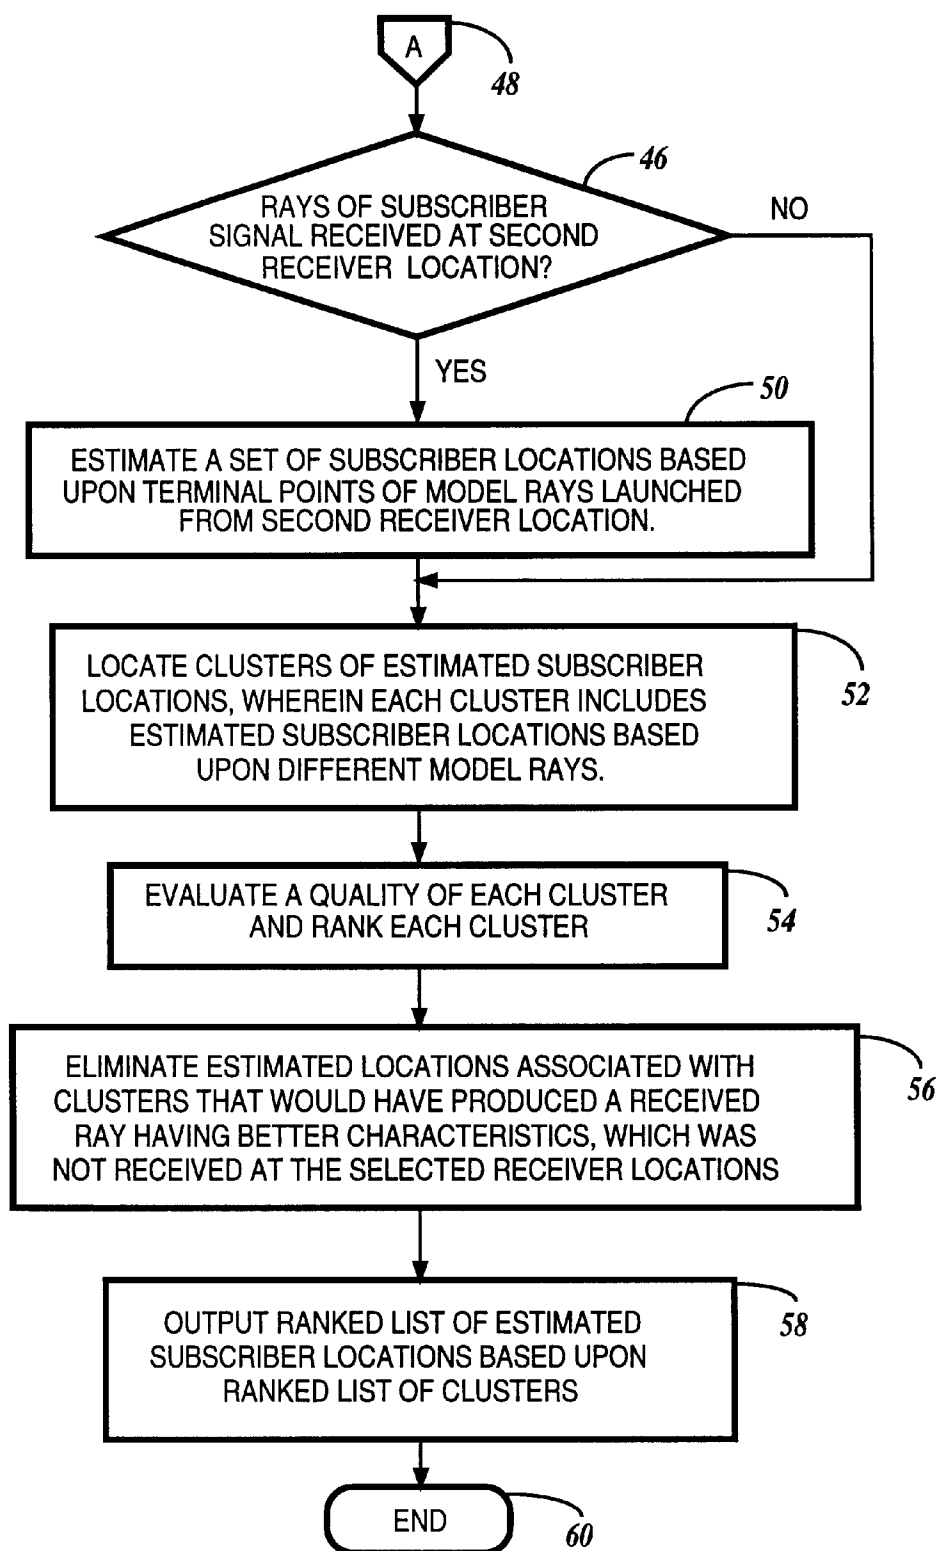 A
48
46
RAYS OF SUBSCRIBER
SIGNAL RECEIVED AT SECOND
RECEIVER LOCATION?
NO
YES
50
ESTIMATE A SET OF SUBSCRIBER LOCATIONS BASED
UPON TERMINAL POINTS OF MODEL RAYS LAUNCHED
FROM SECOND RECEIVER LOCATION.
LOCATE CLUSTERS OF ESTIMATED SUBSCRIBER
LOCATIONS, WHEREIN EACH CLUSTER INCLUDES
ESTIMATED SUBSCRIBER LOCATIONS BASED
UPON DIFFERENT MODEL RAYS.
52
EVALUATE A QUALITY OF EACH CLUSTER
AND RANK EACH CLUSTER
54
ELIMINATE ESTIMATED LOCATIONS ASSOCIATED WITH
CLUSTERS THAT WOULD HAVE PRODUCED A RECEIVED
RAY HAVING BETTER CHARACTERISTICS, WHICH WAS
NOT RECEIVED AT THE SELECTED RECEIVER LOCATIONS
56
OUTPUT RANKED LIST OF ESTIMATED
SUBSCRIBER LOCATIONS BASED UPON
RANKED LIST OF CLUSTERS
58
END
60